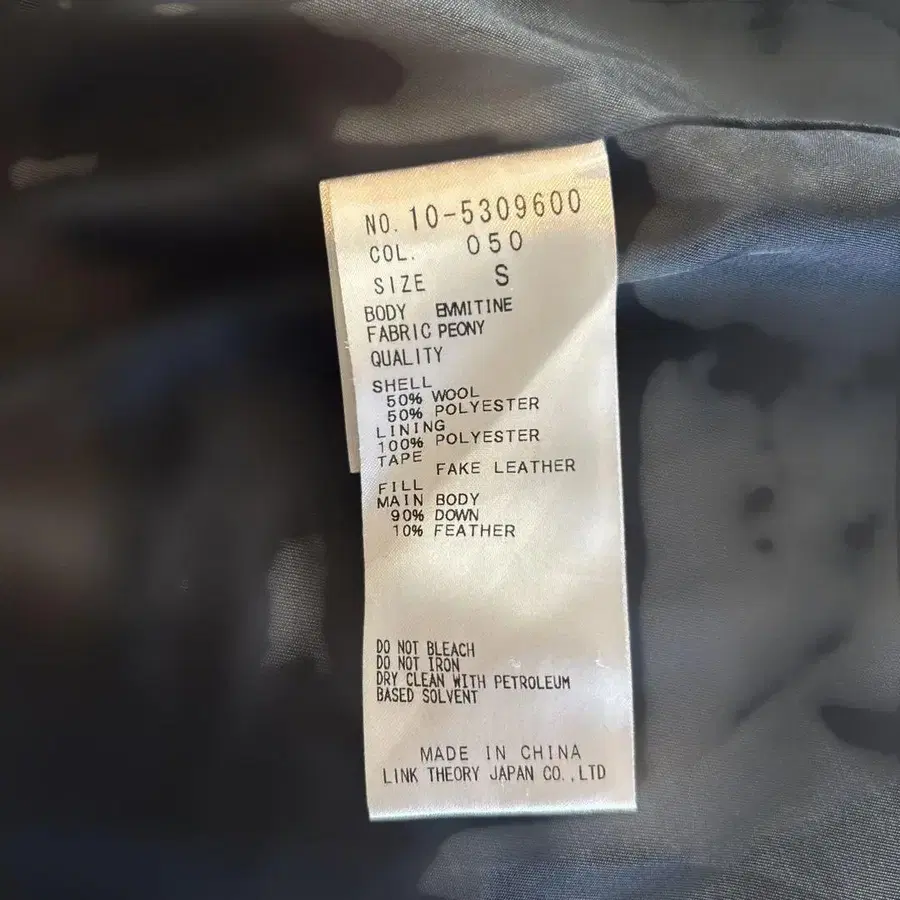 NO. 10-5309600
COL. 050
SIZE S
BODY EMMITINE
FABRIC PEONY
QUALITY
SHELL
50% WOOL
50% POLYESTER
LINING
100% POLYESTER
TAPE
FAKE LEATHER
FILL
MAIN BODY
90% DOWN
10% FEATHER
DO NOT BLEACH
DO NOT IRON
DRY CLEAN WITH PETROLEUM
BASED SOLVENT
MADE IN CHINA
LINK THEORY JAPAN CO.,LTD